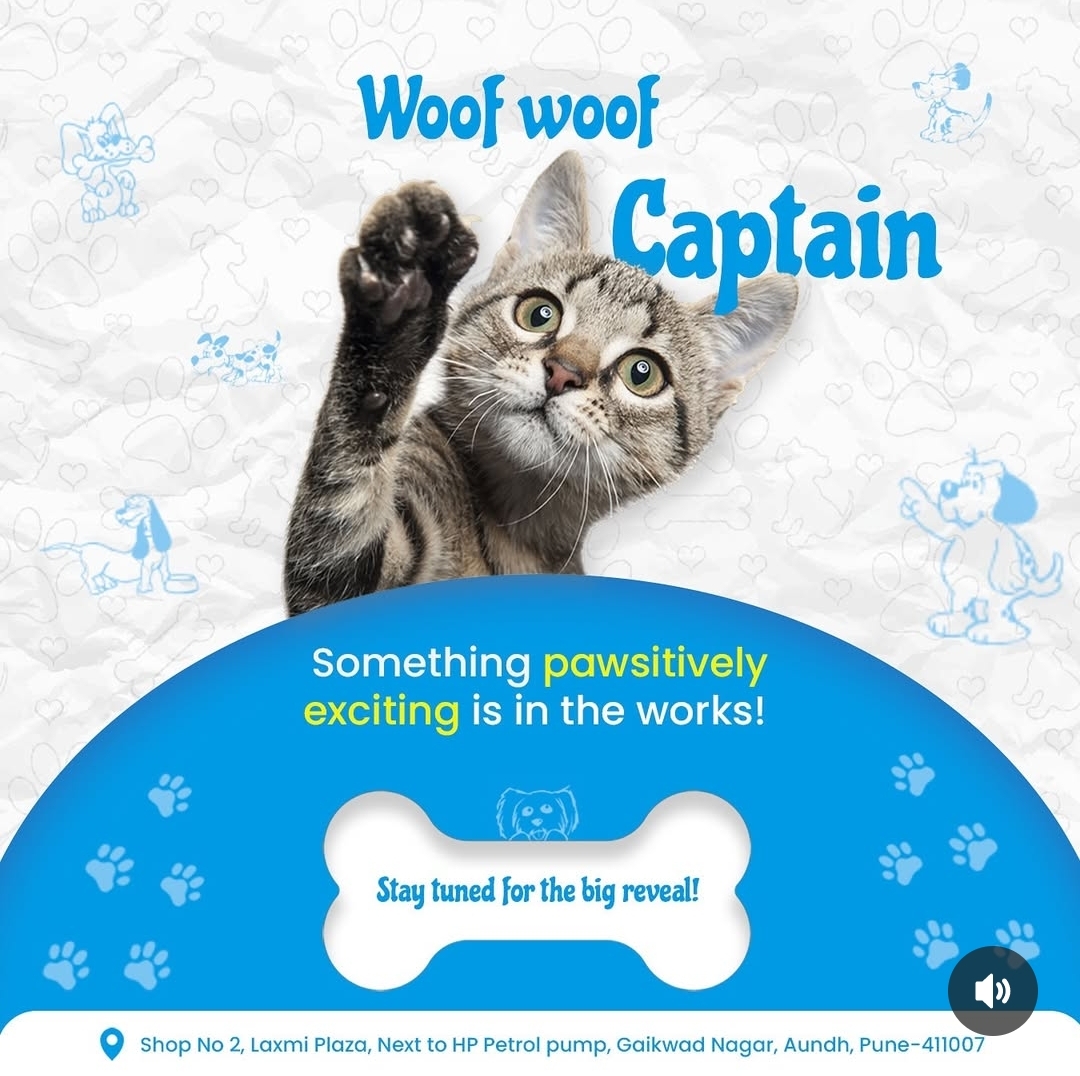 Woof woof
Captain
Something pawsitively
exciting is in the works!
Stay tuned for the big reveal!
Shop No 2, Laxmi Plaza, Next to HP Petrol pump, Gaikwad Nagar, Aundh, Pune-411007